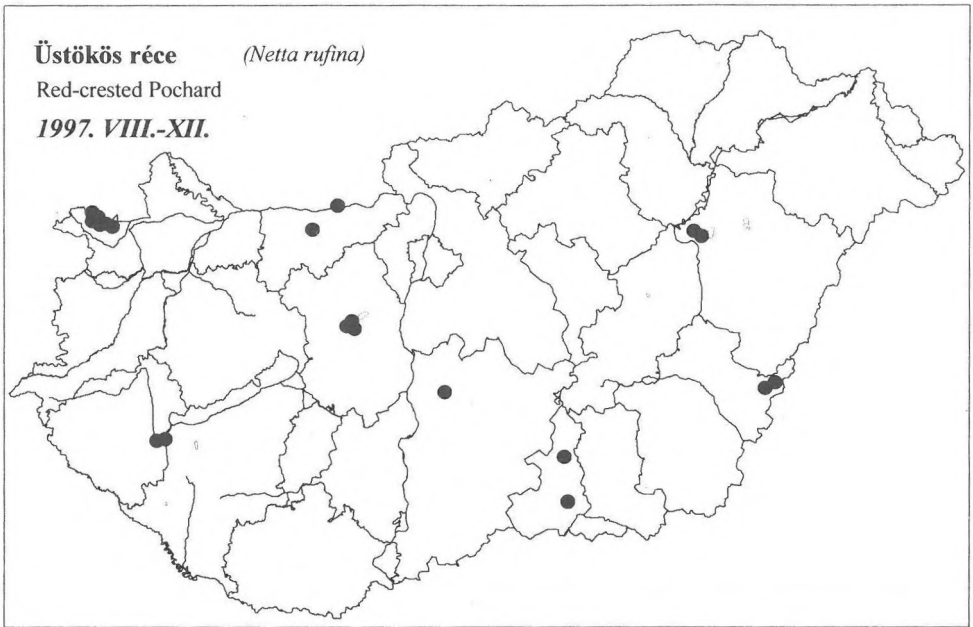 Üstökös réce (Netta rufina)
Red-crested Pochard
1997. VIII.-XII.